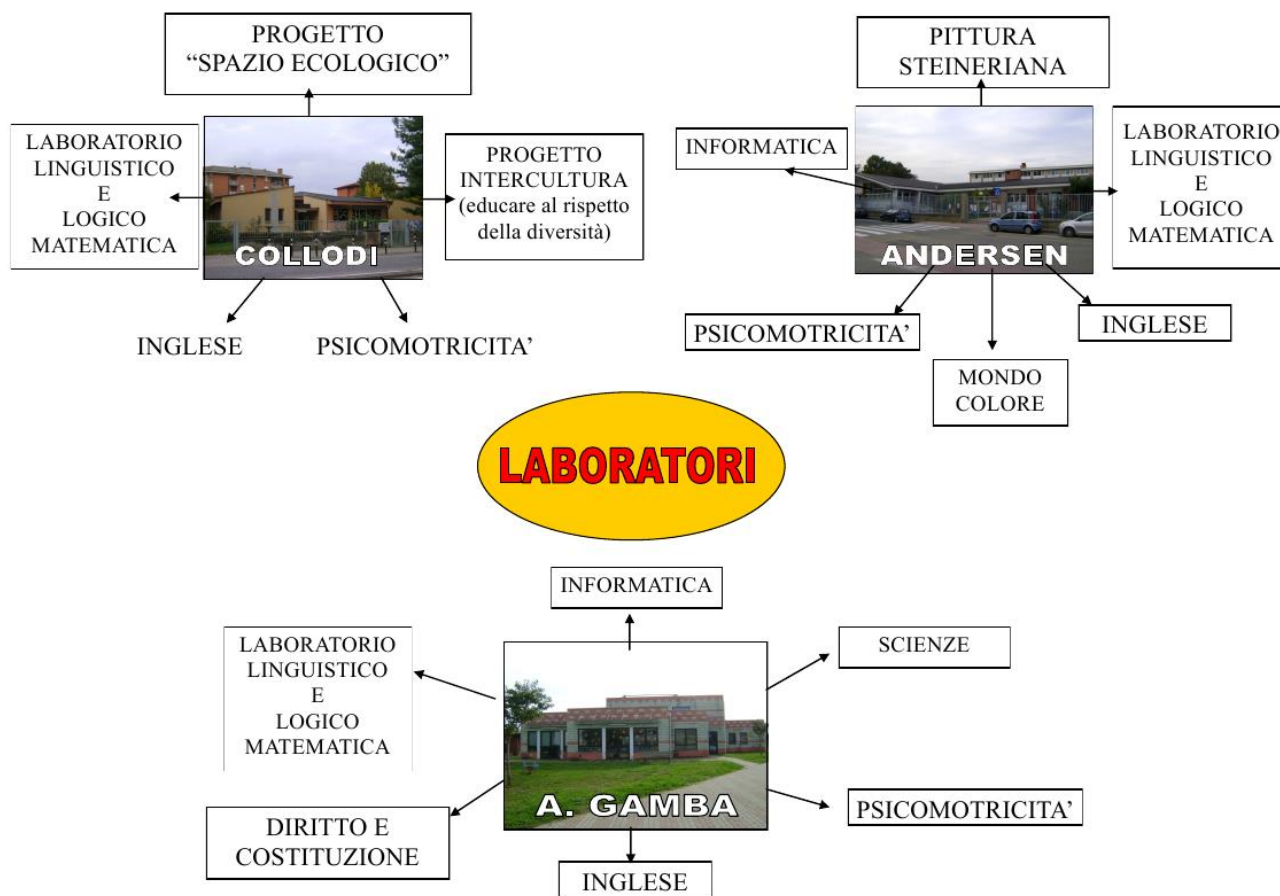 PROGETTO
“SPAZIO ECOLOGICO”
LABORATORIO
LINGUISTICO
E
LOGICO
MATEMATICA
COLLODI
PROGETTO
INTERCULTURA
(educare al rispetto
della diversità)
INGLESE
PSICOMOTRICITA’
PITTURA
STEINERIANA
INFORMATICA
ANDERSEN
LABORATORIO
LINGUISTICO
E
LOGICO
MATEMATICA
PSICOMOTRICITA’
MONDO
COLORE
INGLESE
LABORATORI
INFORMATICA
LABORATORIO
LINGUISTICO
E
LOGICO
MATEMATICA
SCIENZE
A. GAMBA
DIRITTO E
COSTITUZIONE
PSICOMOTRICITA’
INGLESE